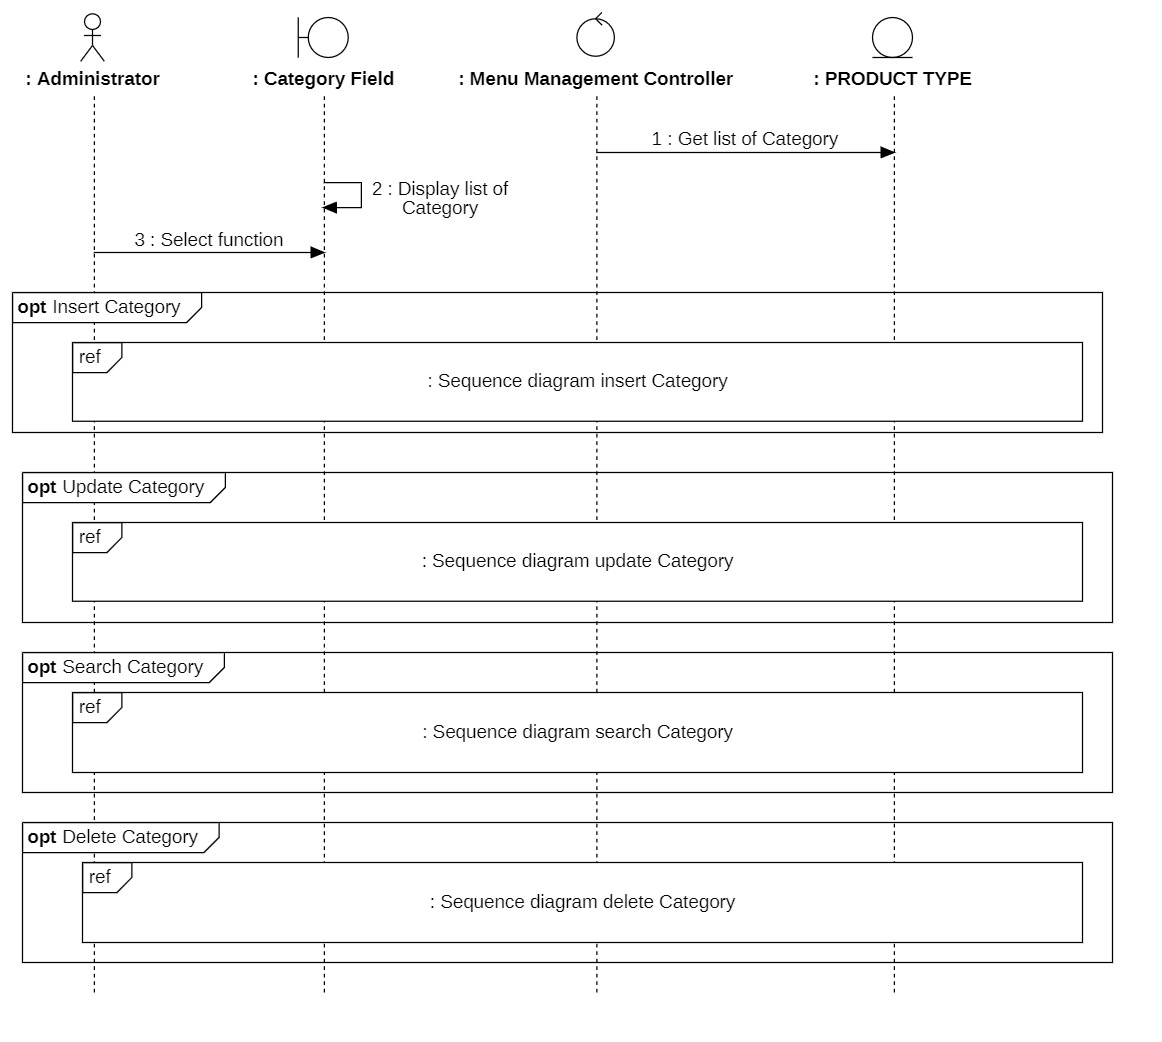 : Administrator
: Category Field
: Menu Management Controller
: PRODUCT TYPE
1 : Get list of Category
2 : Display list of
Category
3 : Select function
opt Insert Category
ref
: Sequence diagram insert Category
opt Update Category
ref
: Sequence diagram update Category
opt Search Category
ref
: Sequence diagram search Category
opt Delete Category
ref
: Sequence diagram delete Category